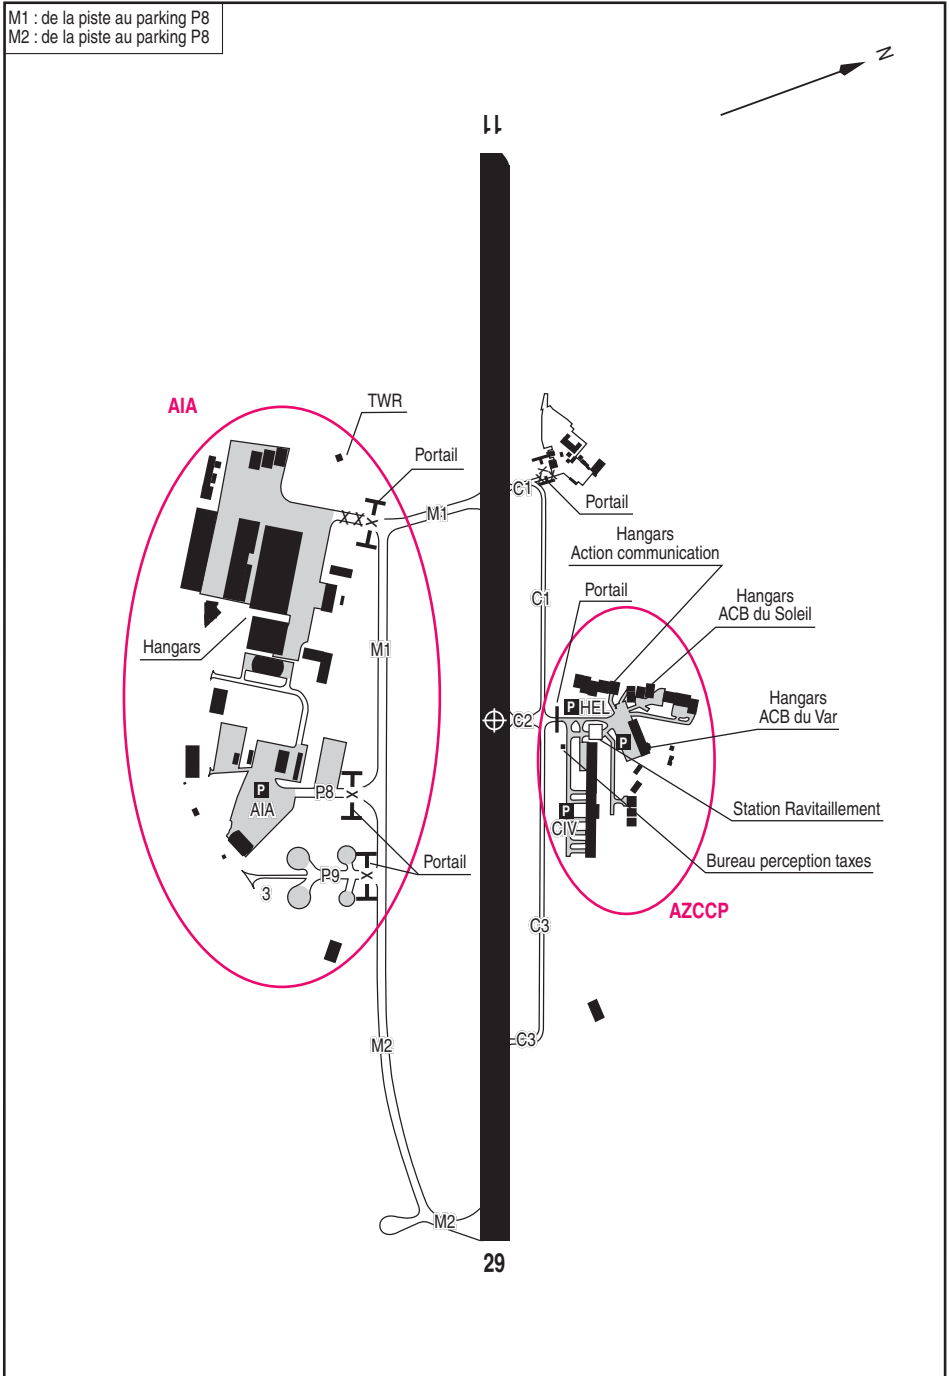 M1 : de la piste au parking P8
M2 : de la piste au parking P8
N
11
AIA
TWR
Portail
C1
M1
Portail
Hangars
Action communication
C1
Portail
Hangars
ACB du Soleil
Hangars
M1
P HEL
C2
Hangars
ACB du Var
P
P
AIA
P8
P
CIV
Station Ravitaillement
Portail
Bureau perception taxes
P9
3
AZCCP
C3
C3
M2
M2
29